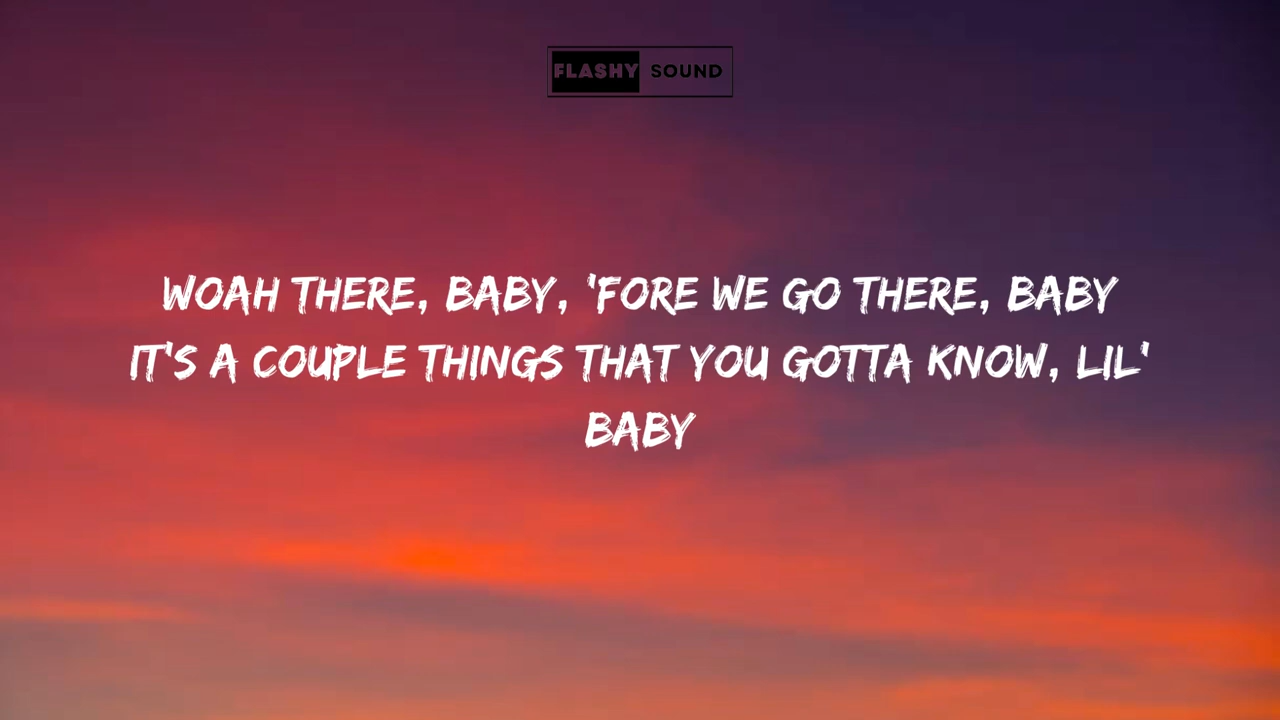 FLASHY SOUND
WOAH THERE, BABY, 'FORE WE GO THERE, BABY
IT'S A COUPLE THINGS THAT YOU GOTTA KNOW, LIL'
BABY